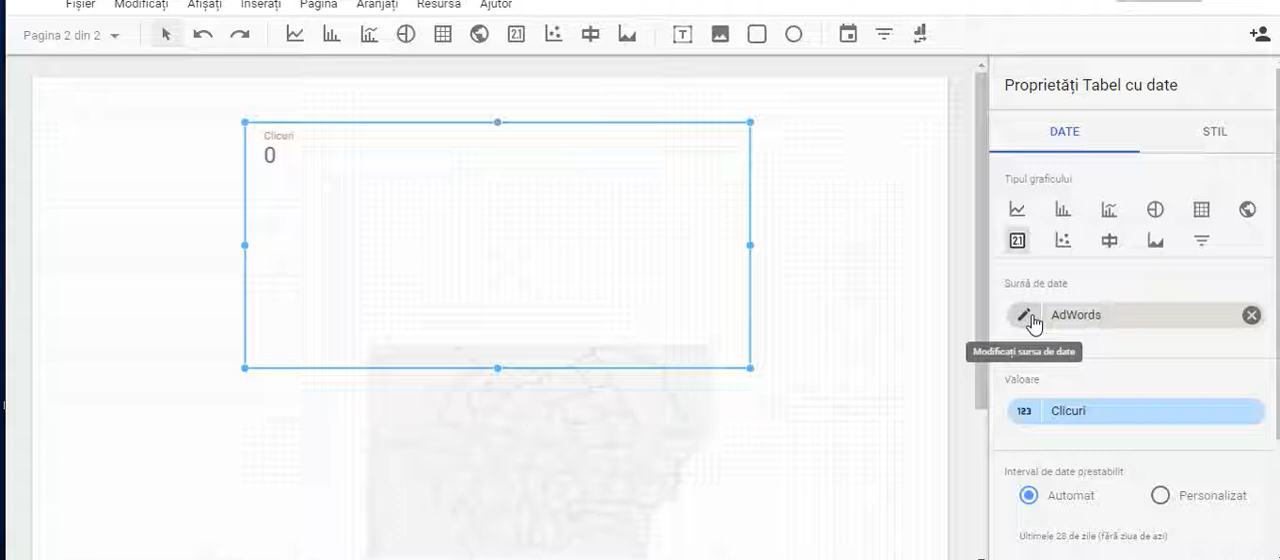 Fișier Modificați Afișați Inserați Pagina Aranjați Resursa Ajutor
Pagina 2 din 2
Clicuri
0
Proprietăți Tabel cu date
DATE STIL
Tipul graficului
Sursă de date
AdWords
Modificați sursa de date
Valoare
123 Clicuri
Interval de date prestabilit
Automat Personalizat
Ultimele 28 de zile (fără ziua de azi)